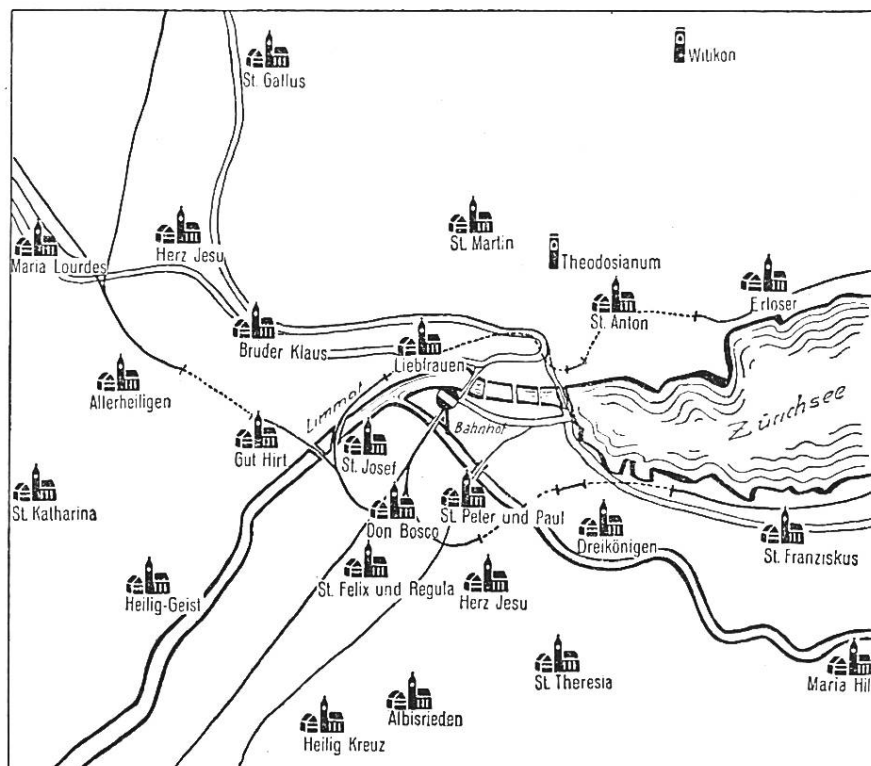 St. Gallus
Witikon
Maria Lourdes
Herz Jesu
St. Martin
Theodosianum
Erloser
St. Anton
Bruder Klaus
Liebfrauen
Allerheiligen
Limmat
Zürichsee
Gut Hirt
St. Josef
Bahnhof
St. Katharina
Don Bosco
St. Peter und Paul
Dreikönigen
St. Franziskus
Heilig-Geist
St. Felix und Regula
Herz Jesu
St. Theresia
Maria Hil
Albisrieden
Heilig Kreuz